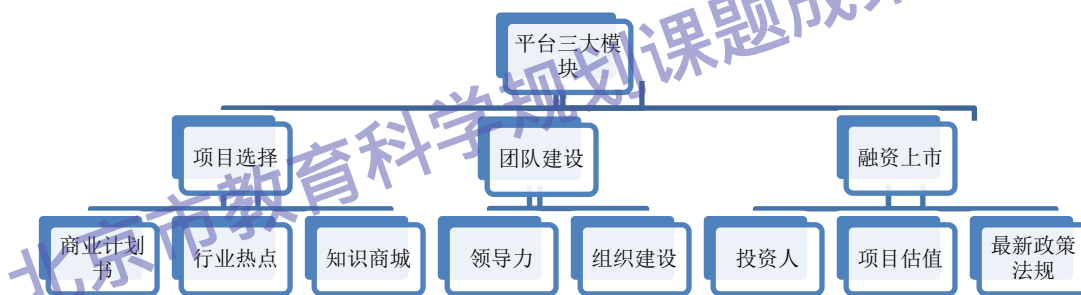 平台三大模
块
项目选择
团队建设
融资上市
商业计划
书
行业热点
知识商城
领导力
组织建设
投资人
项目估值
最新政策
法规
北京市教育科学规划课题成